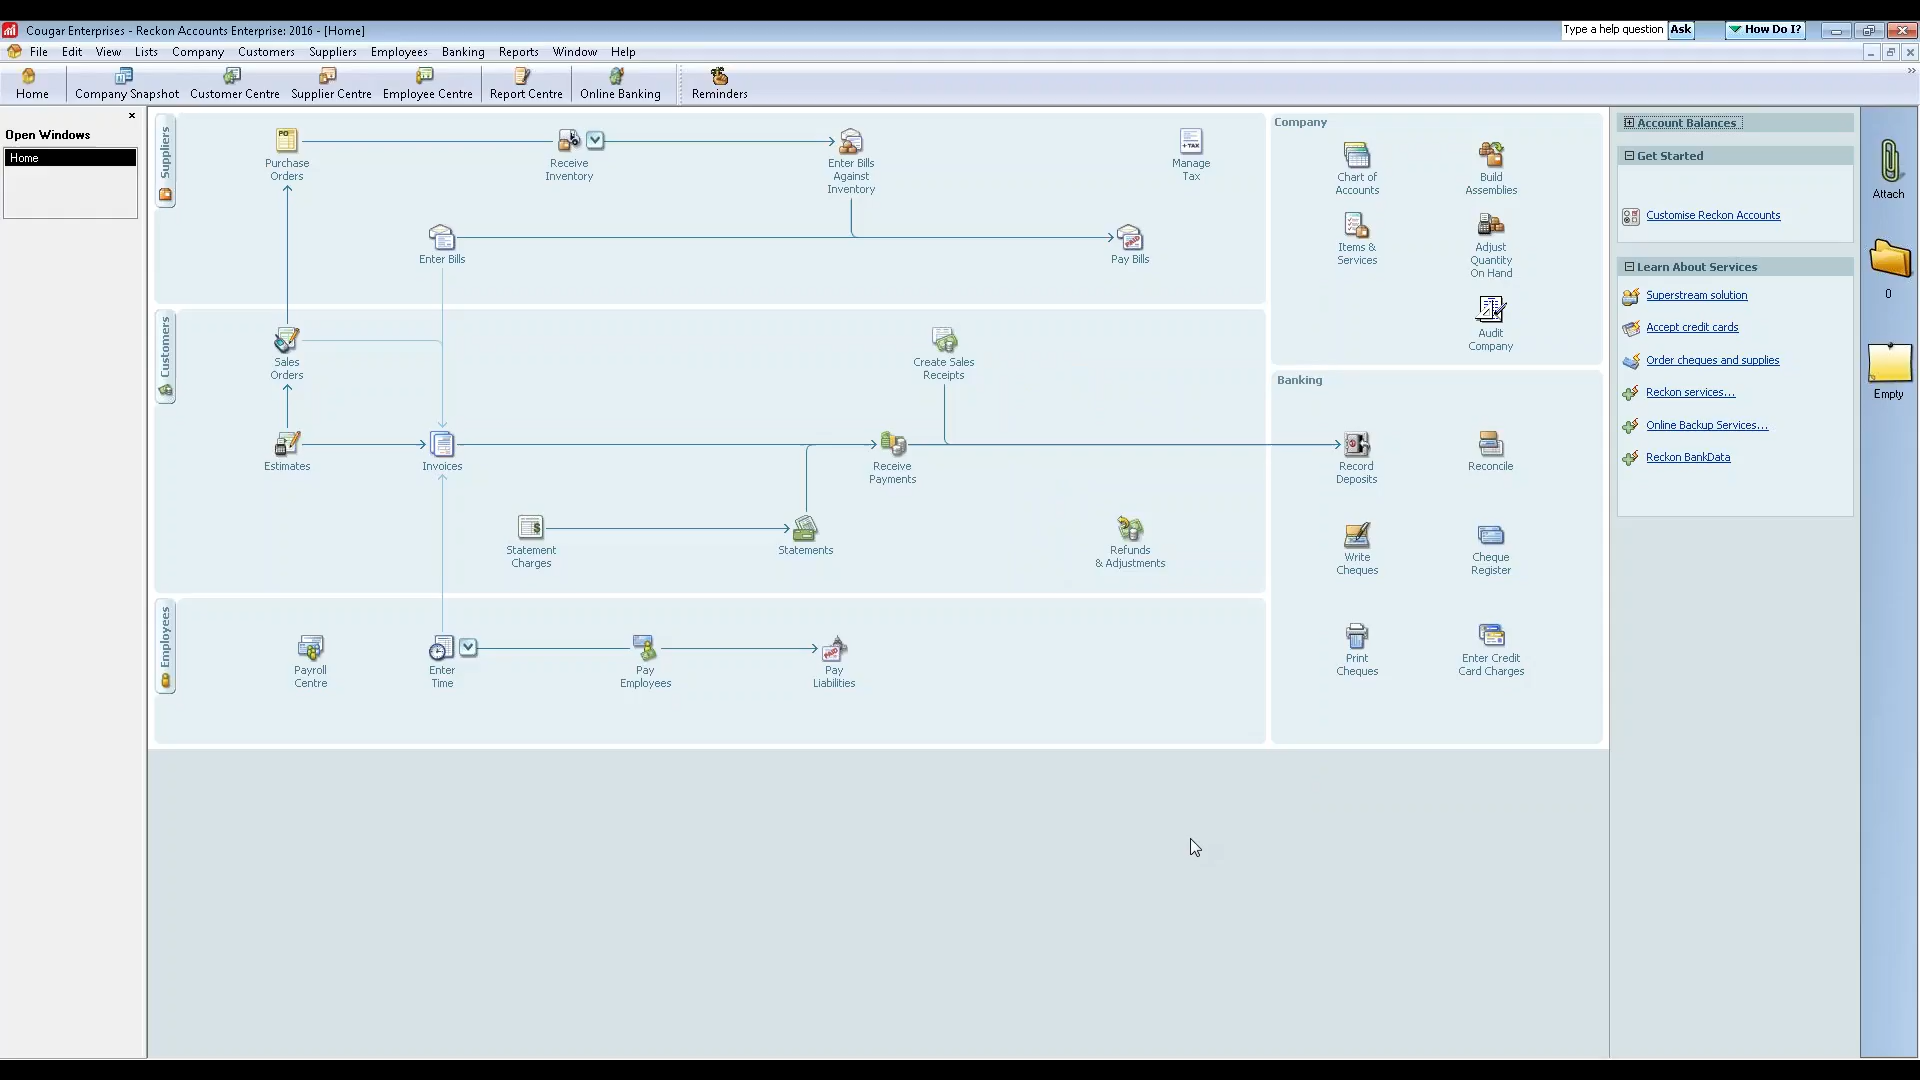 Cougar Enterprises - Reckon Accounts Enterprise: 2016 - [Home]
Type a help question Ask How Do I?
File Edit View Lists Company Customers Suppliers Employees Banking Reports Window Help
Home Company Snapshot Customer Centre Supplier Centre Employee Centre Report Centre Online Banking Reminders
Open Windows
Home
Suppliers
PO
Purchase
Orders
Receive
Inventory
Enter Bills
Against
Inventory
+TAX
Manage
Tax
Enter Bills
PAID
Pay Bills
Customers
Sales
Orders
Create Sales
Receipts
Estimates
Invoices
Receive
Payments
Statement
Charges
Statements
Refunds
& Adjustments
Employees
Payroll
Centre
Enter
Time
Pay
Employees
PAID
Pay
Liabilities
Company
Chart of
Accounts
Build
Assemblies
Items &
Services
Adjust
Quantity
On Hand
Audit
Company
Banking
Record
Deposits
Reconcile
Write
Cheques
Cheque
Register
Print
Cheques
Enter Credit
Card Charges
Account Balances
Get Started
Customise Reckon Accounts
Learn About Services
Superstream solution
Accept credit cards
Order cheques and supplies
Reckon services...
Online Backup Services...
Reckon BankData
Attach
0
Empty